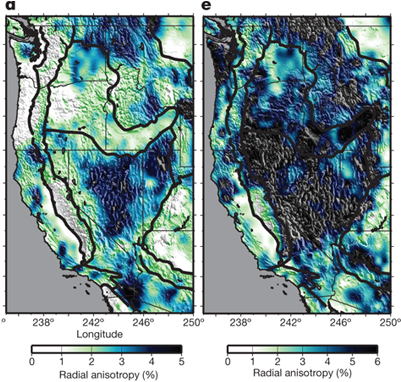 a e
° 238° 242° 246° 250° 238° 242° 246° 250°
Longitude
0 1 2 3 4 5 0 1 2 3 4 5 6
Radial anisotropy (%) Radial anisotropy (%)